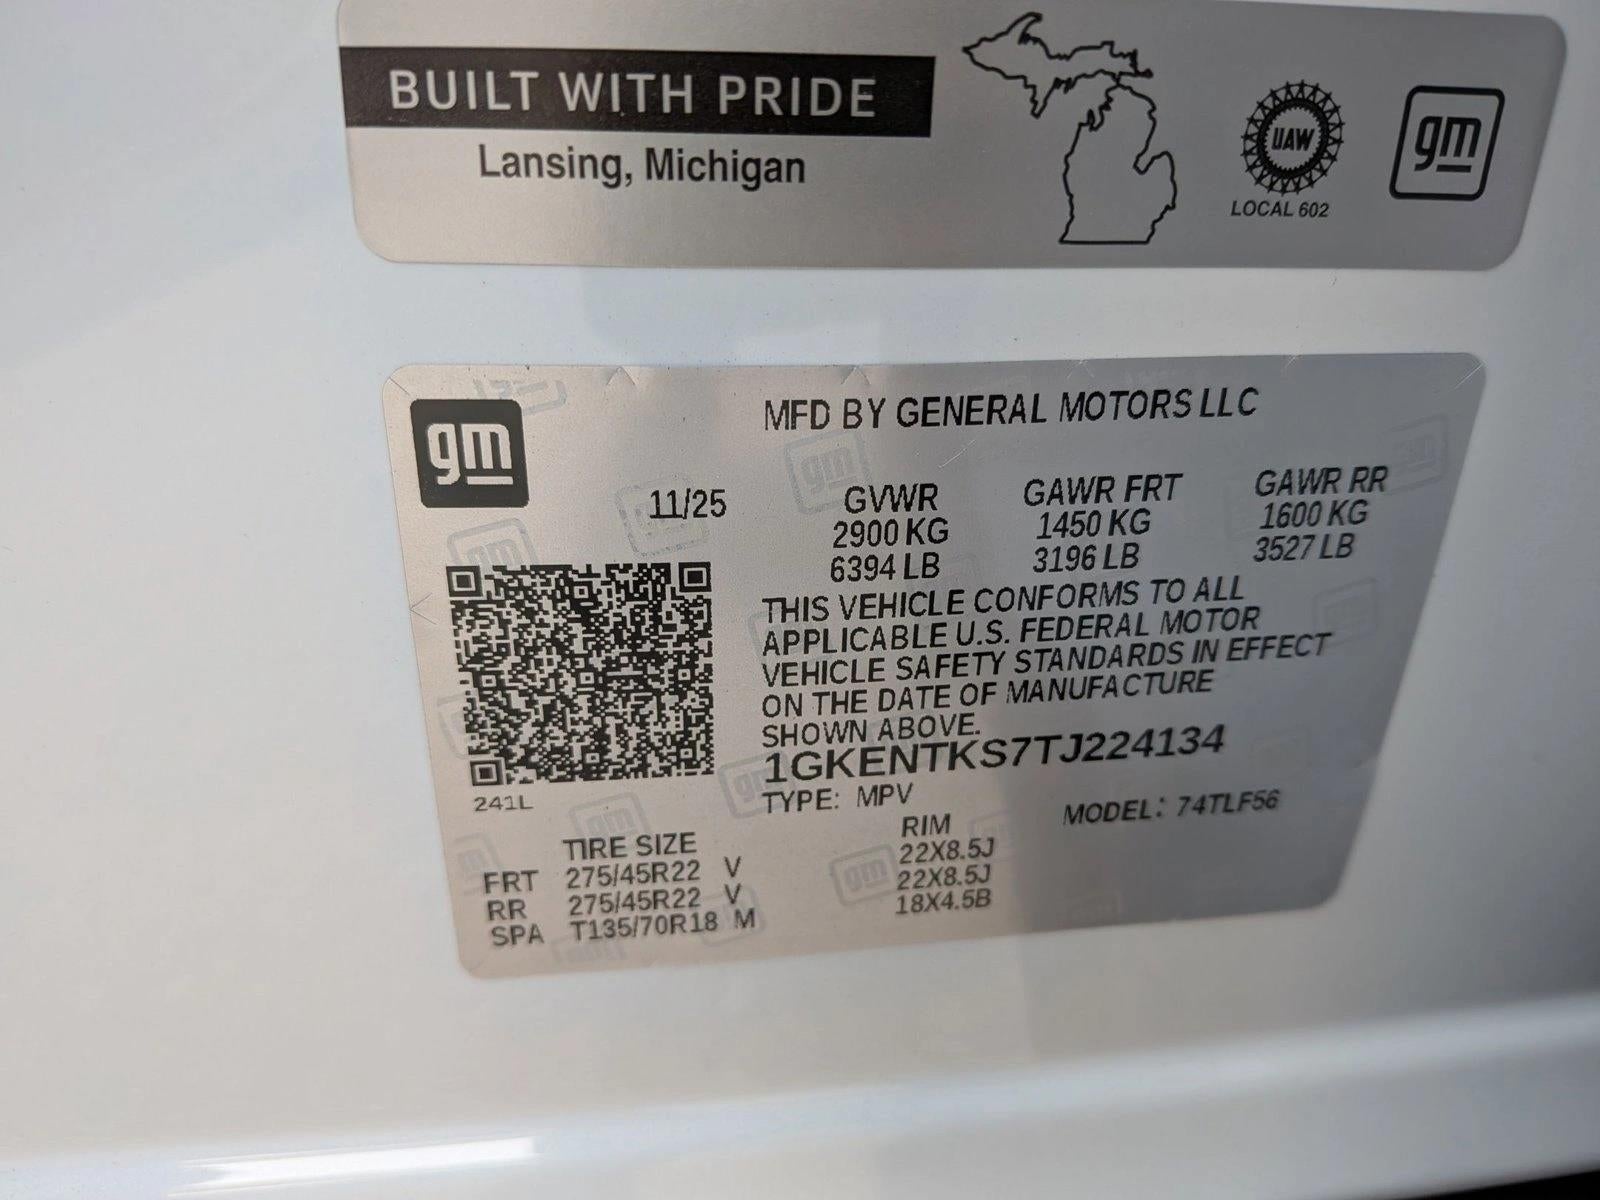 BUILT WITH PRIDE
Lansing, Michigan
UAW
LOCAL 602
gm
gm
MFD BY GENERAL MOTORS LLC
11/25
GVWR GAWR FRT GAWR RR
2900 KG 1450 KG 1600 KG
6394 LB 3196 LB 3527 LB
THIS VEHICLE CONFORMS TO ALL
APPLICABLE U.S. FEDERAL MOTOR
VEHICLE SAFETY STANDARDS IN EFFECT
ON THE DATE OF MANUFACTURE
SHOWN ABOVE.
1GKENTKS7TJ224134
241L
TYPE: MPV MODEL: 74TLF56
TIRE SIZE RIM
FRT 275/45R22 V 22X8.5J
RR 275/45R22 V 22X8.5J
SPA T135/70R18 M 18X4.5B